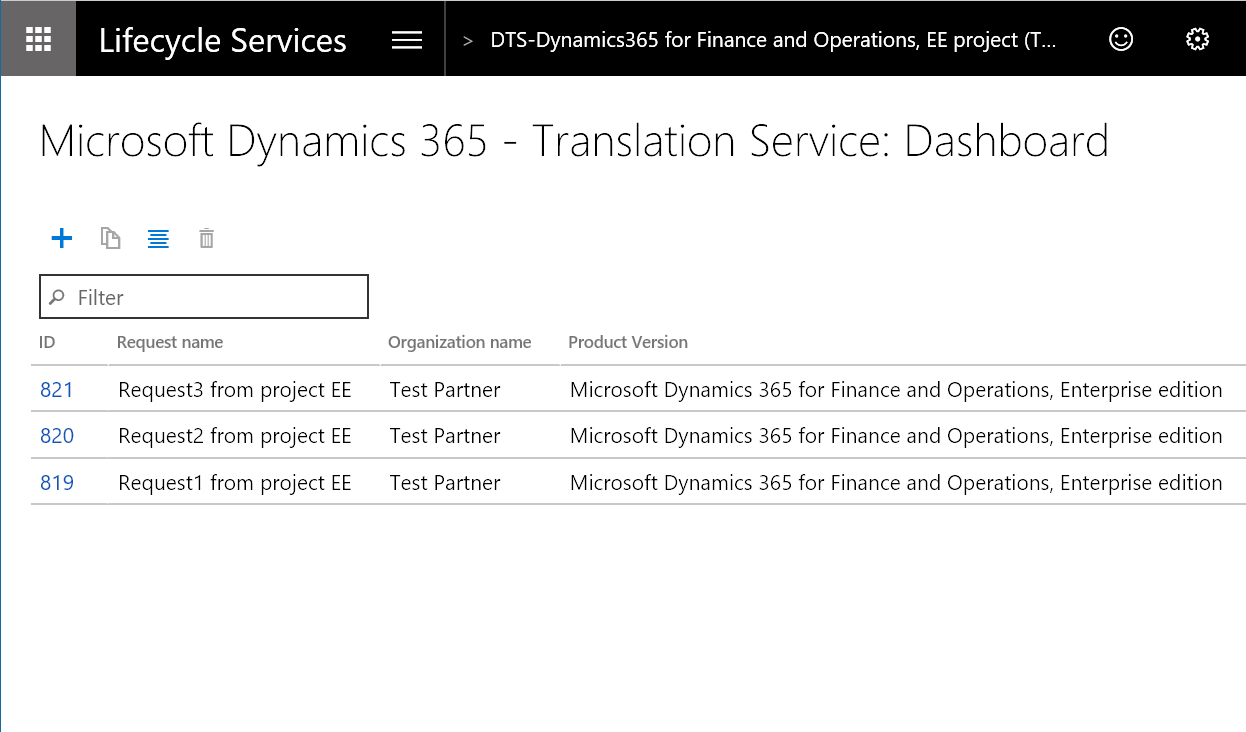 Lifecycle Services > DTS-Dynamics365 for Finance and Operations, EE project (T...
Microsoft Dynamics 365 - Translation Service: Dashboard
Filter
ID Request name Organization name Product Version
821 Request3 from project EE Test Partner Microsoft Dynamics 365 for Finance and Operations, Enterprise edition
820 Request2 from project EE Test Partner Microsoft Dynamics 365 for Finance and Operations, Enterprise edition
819 Request1 from project EE Test Partner Microsoft Dynamics 365 for Finance and Operations, Enterprise edition